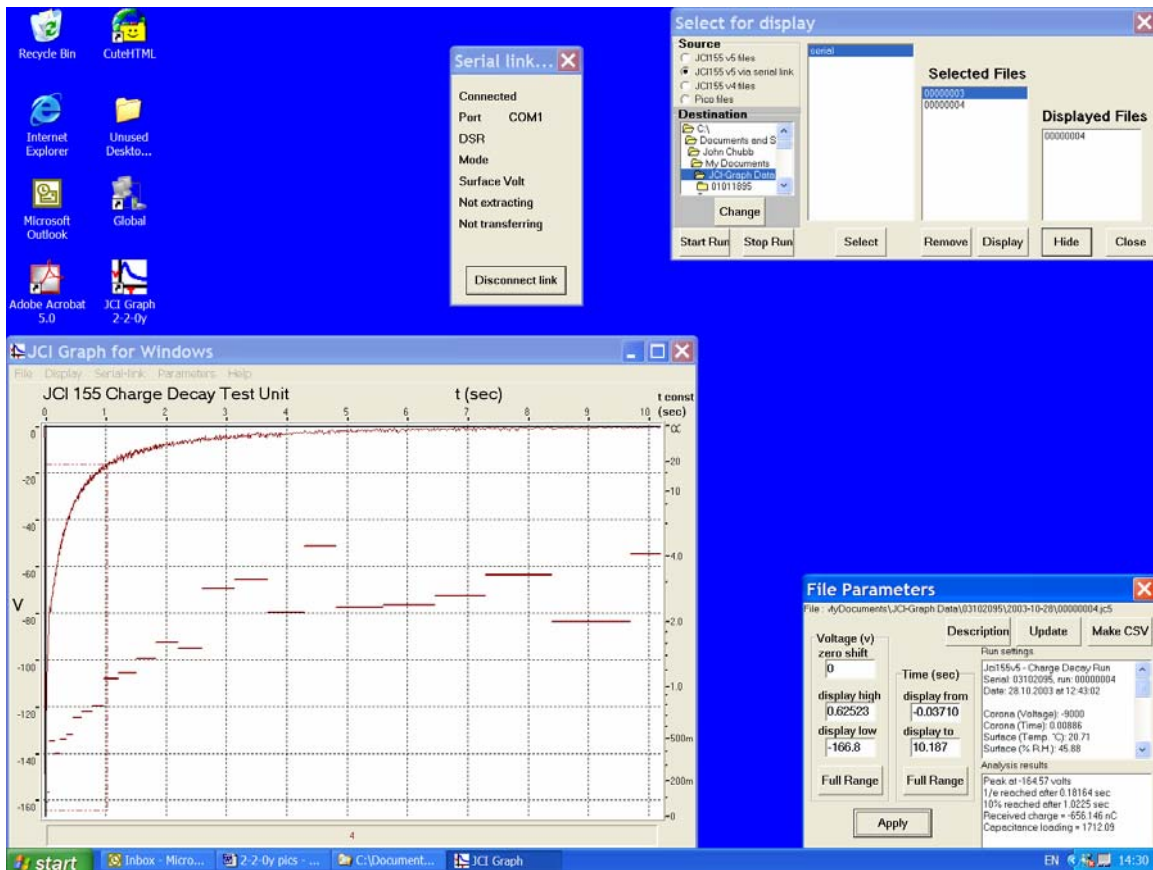 Recycle Bin
CuteHTML
Internet
Explorer
Unused
Deskto...
Microsoft
Outlook
Global
Adobe Acrobat
5.0
JCI Graph
2-2-0y
Serial link...
Connected
Port COM1
DSR
Mode
Surface Volt
Not extracting
Not transferring
Disconnect link
Select for display
Source
JCI155 v5 files
JCI155 v5 via serial link
JCI155 v4 files
Pico files
Destination
C:\
Documents and S
John Chubb
My Documents
JCI-Graph Data
01011895
Change
Start Run
Stop Run
serial
Select
Selected Files
00000003
00000004
Remove
Display
Displayed Files
00000004
Hide
Close
JCI Graph for Windows
File Display Serial-link Parameters Help
JCI 155 Charge Decay Test Unit
t (sec)
t const
(sec)
0 1 2 3 4 5 6 7 8 9 10
0
-20
-40
-60
-80
-100
-120
-140
-160
V
20
10
4.0
2.0
1.0
500m
200m
0
4
File Parameters
File : \MyDocuments\JCI-Graph Data\03102095\2003-10-28\00000004.jc5
Description
Update
Make CSV
Voltage (v)
zero shift
0
display high
0.62523
display low
-166.8
Full Range
Time (sec)
display from
-0.03710
display to
10.187
Full Range
Apply
Run settings
Jci155v5 - Charge Decay Run
Serial: 03102095, run: 00000004
Date: 28.10.2003 at 12:43:02
Corona (Voltage): -9000
Corona (Time): 0.00886
Surface (Temp. °C): 20.71
Surface (% R.H.): 45.88
Analysis results
Peak at -164.57 volts
1/e reached after 0.18164 sec
10% reached after 1.0225 sec
Received charge = -656.146 nC
Capacitance loading = 1712.09
start
Inbox - Micro...
2-2-0y pics - ...
C:\Document...
JCI Graph
EN
14:30